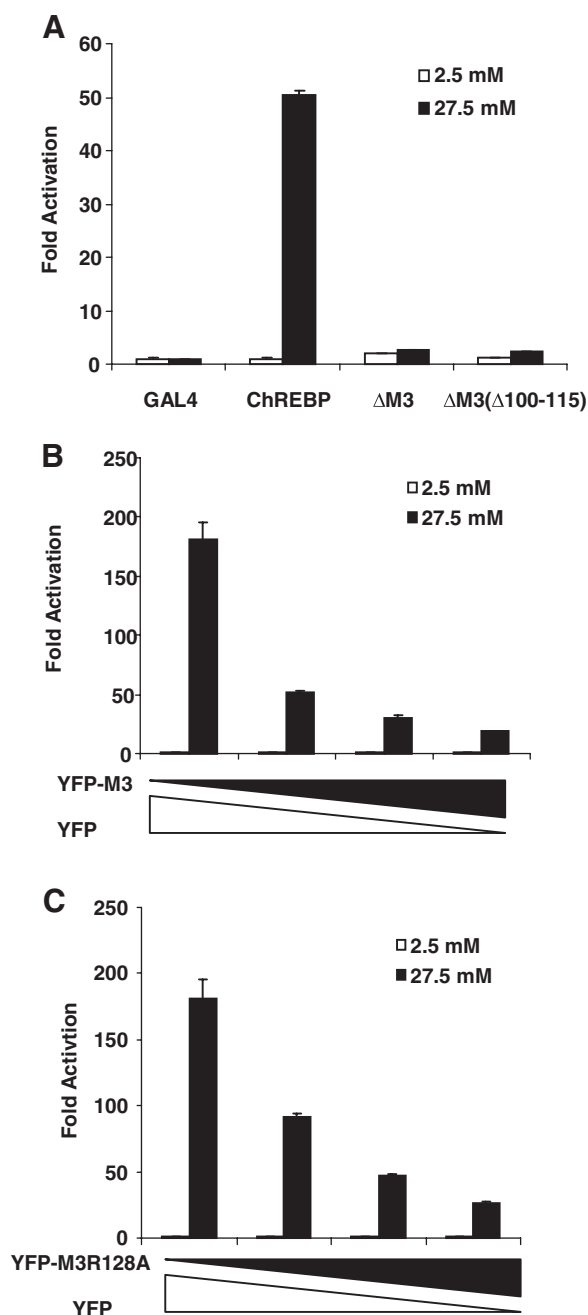 A
60
50
40
30
20
10
0
Fold Activation
2.5 mM
27.5 mM
GAL4 ChREBP ΔM3 ΔM3(Δ100-115)
B
250
200
150
100
50
0
Fold Activation
2.5 mM
27.5 mM
YFP-M3
YFP
C
250
200
150
100
50
0
Fold Activtion
2.5 mM
27.5 mM
YFP-M3R128A
YFP